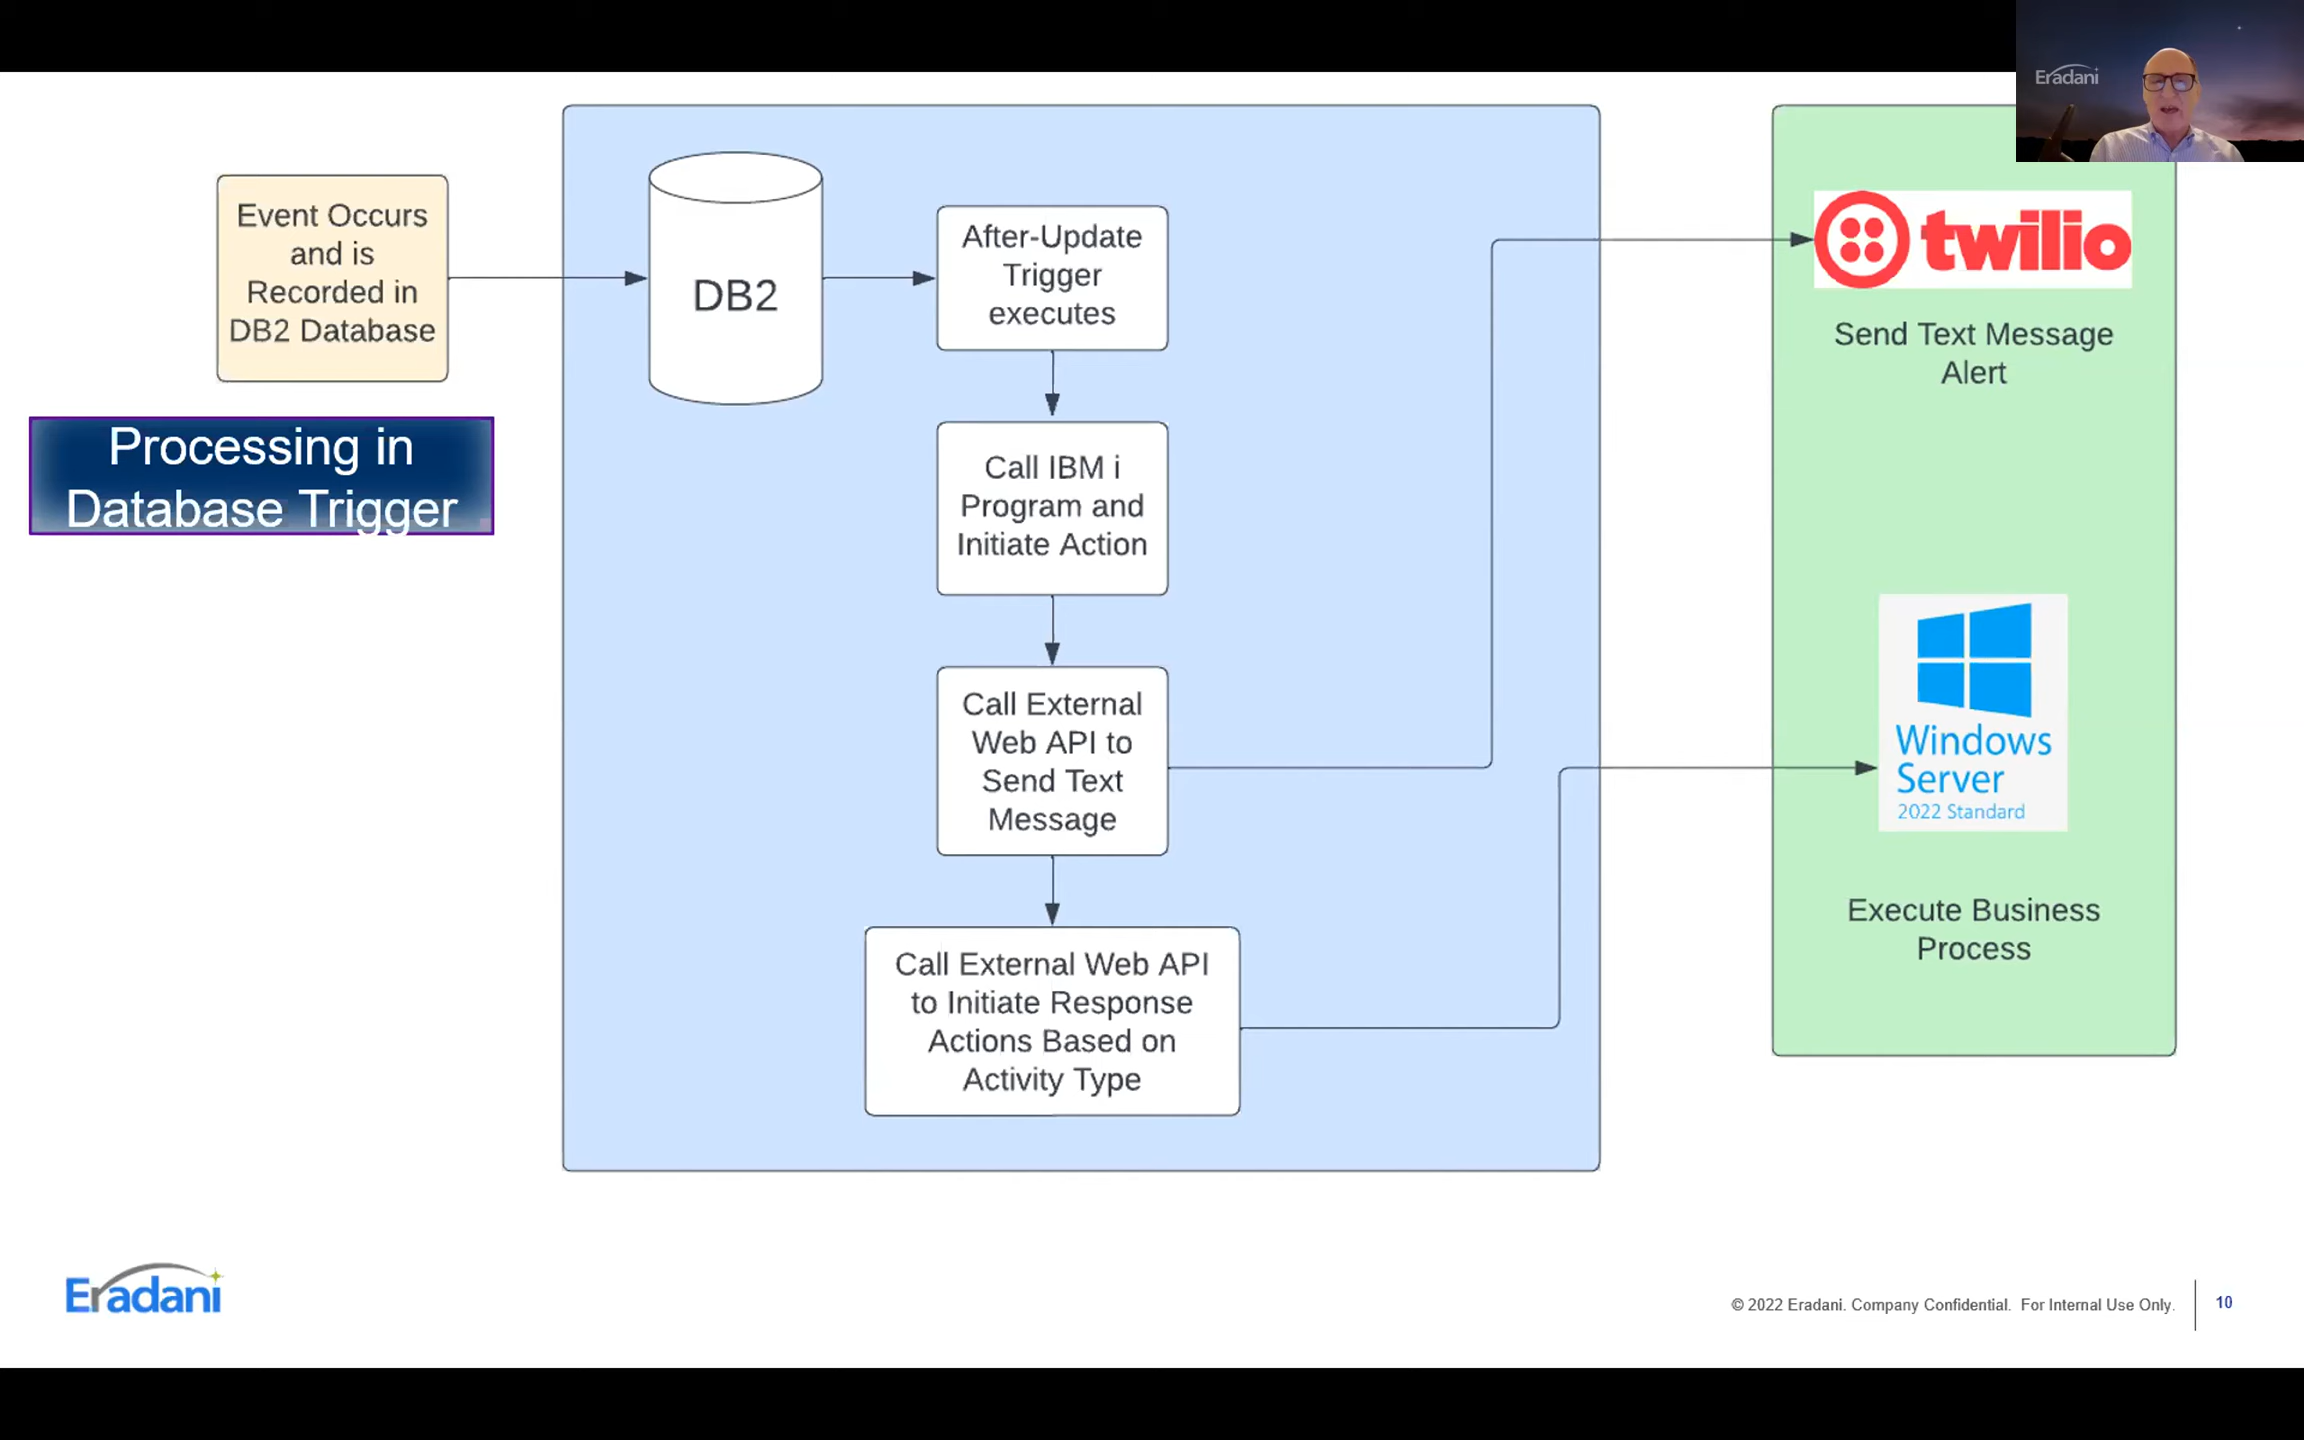 Eradani
Event Occurs
and is
Recorded in
DB2 Database
Processing in
Database Trigger
DB2
After-Update
Trigger
executes
Call IBM i
Program and
Initiate Action
Call External
Web API to
Send Text
Message
Call External Web API
to Initiate Response
Actions Based on
Activity Type
twilio
Send Text Message
Alert
Windows
Server
2022 Standard
Execute Business
Process
Eradani
© 2022 Eradani. Company Confidential. For Internal Use Only.
10